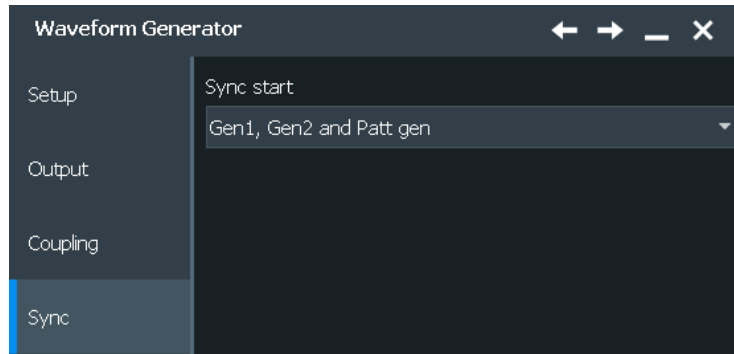 Waveform Generator
Setup
Sync start
Gen1, Gen2 and Patt gen
Output
Coupling
Sync